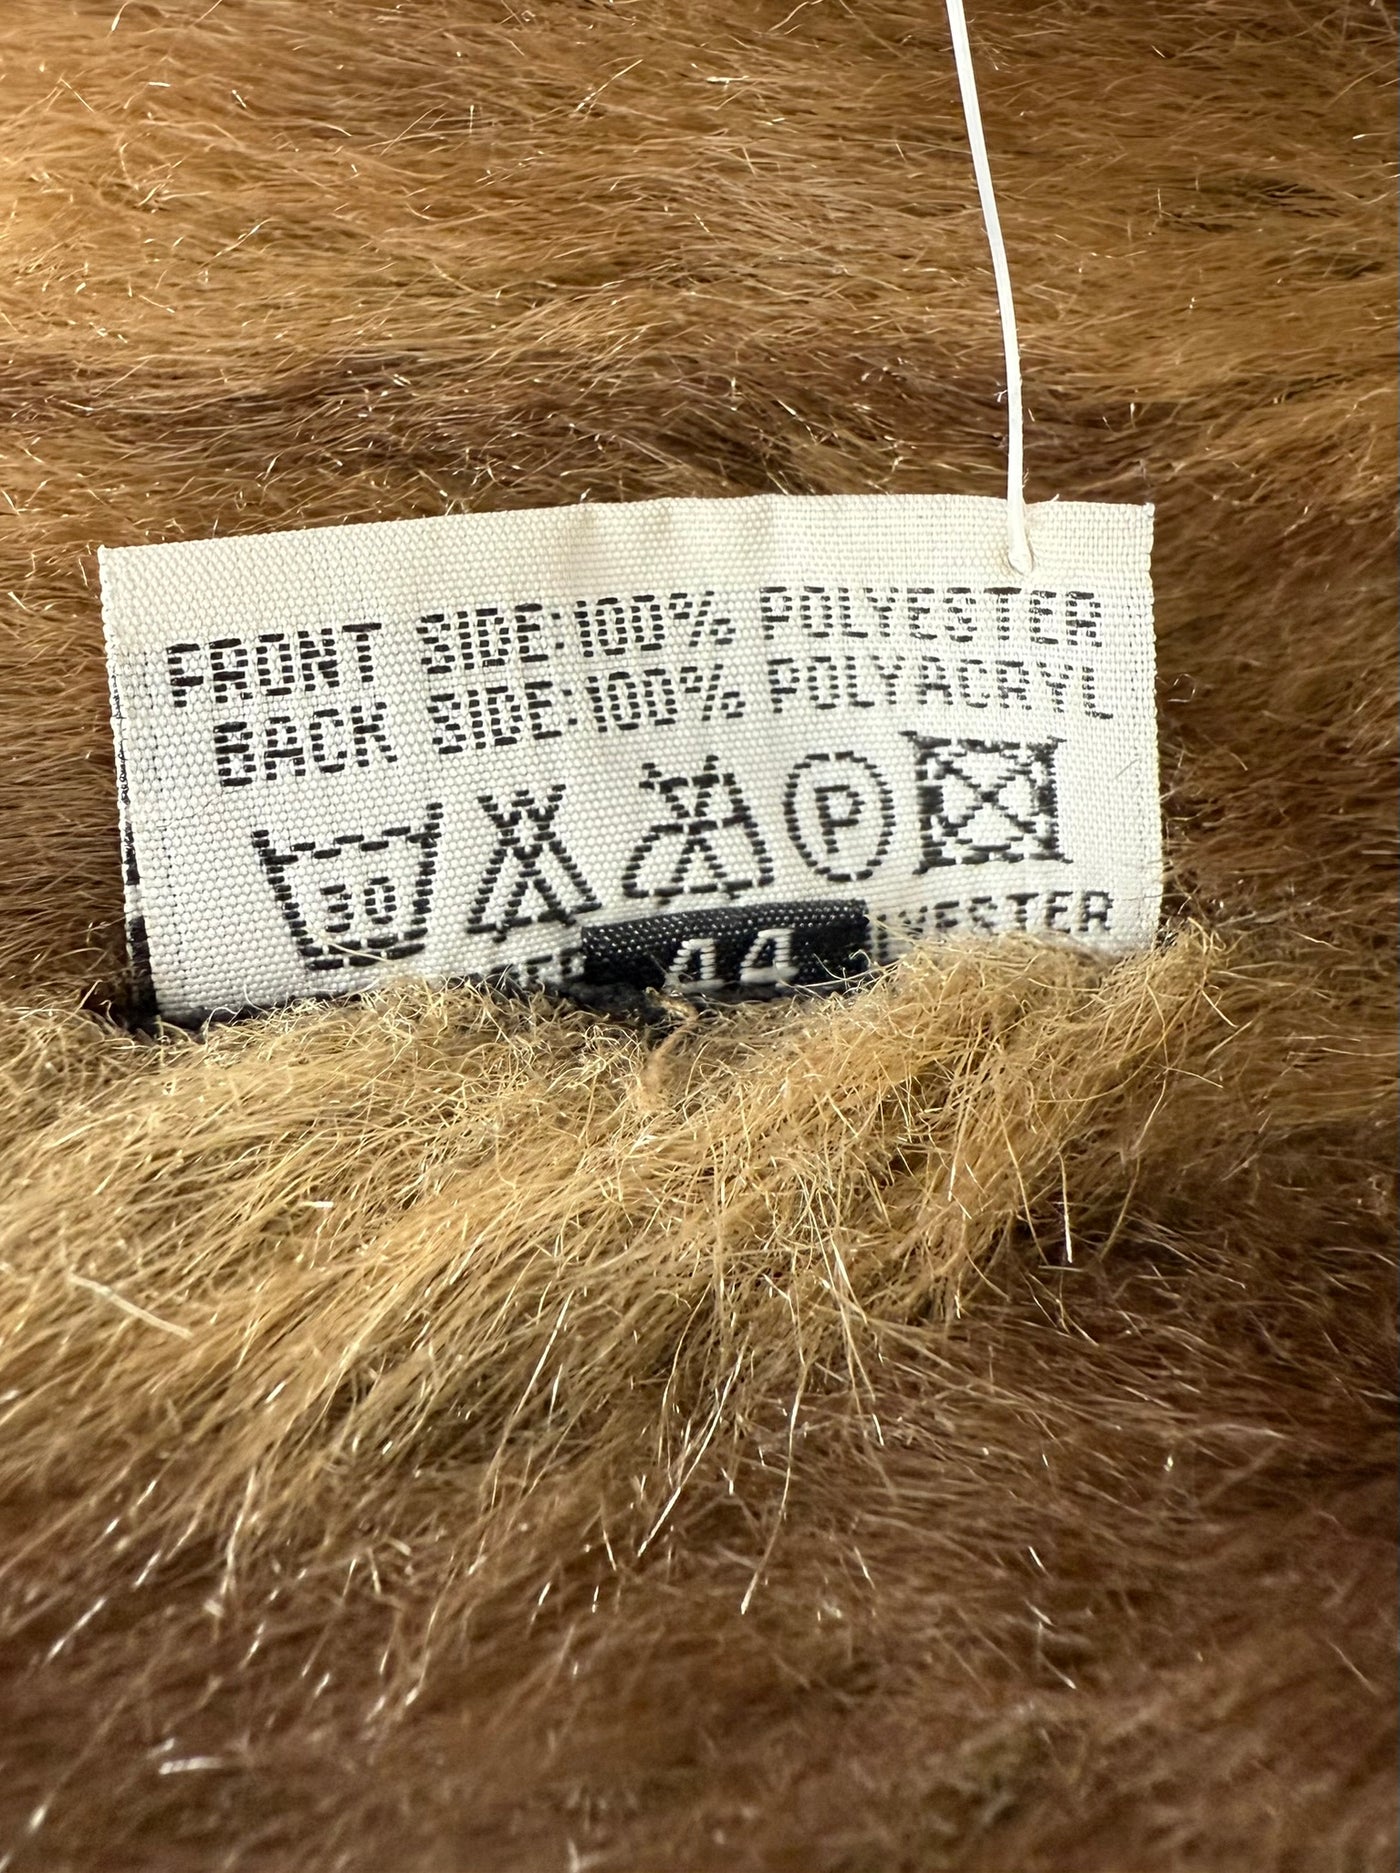 FRONT SIDE:100% POLYESTER
BACK SIDE:100% POLYACRYL
30 P
44